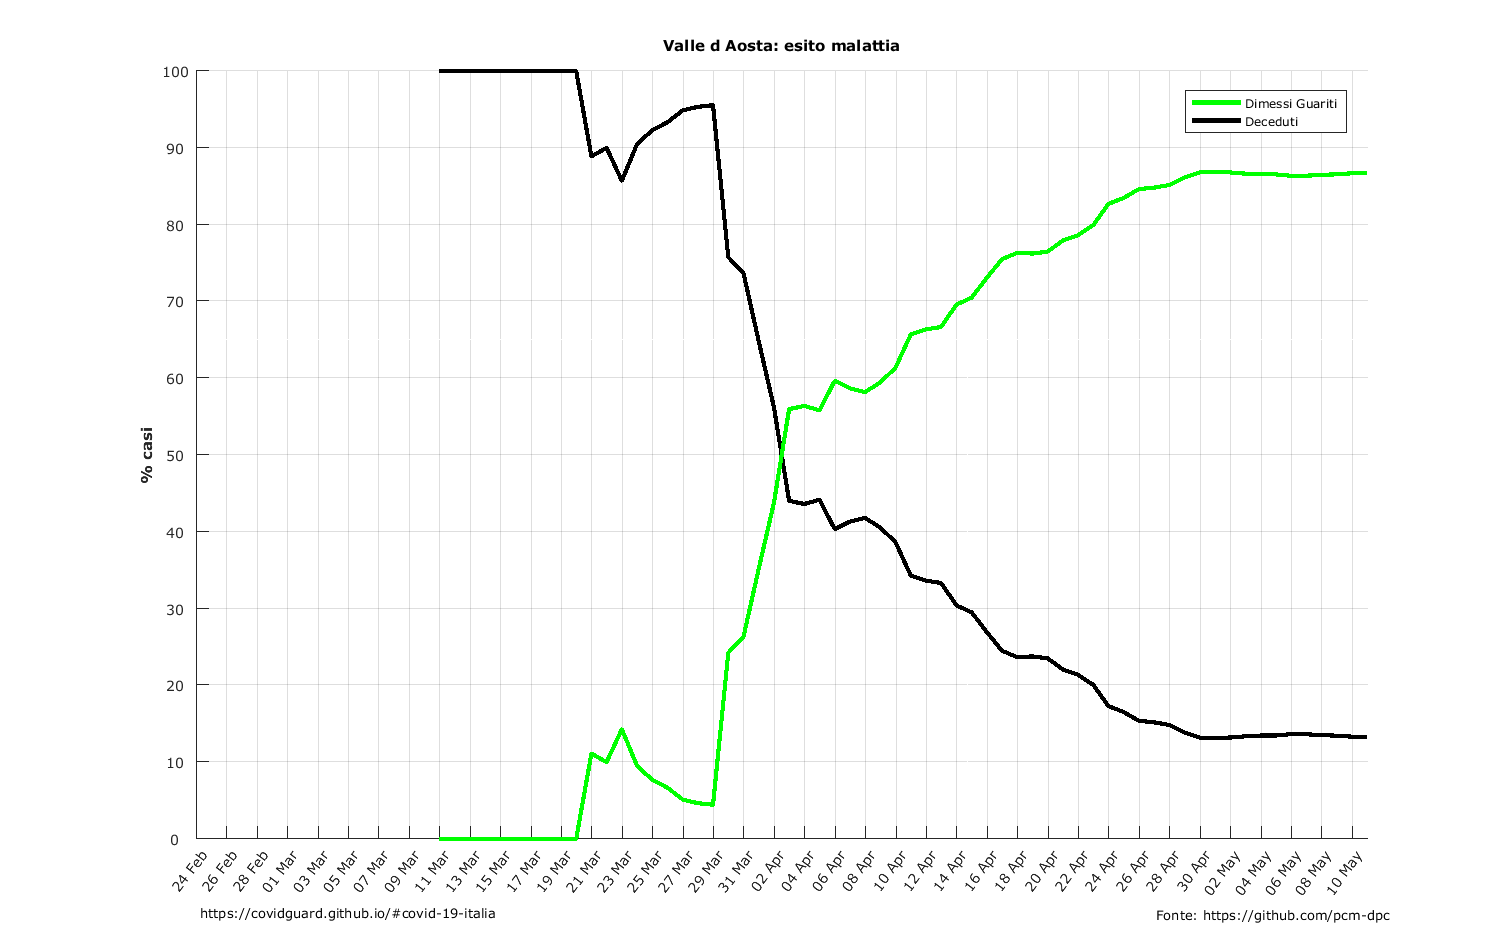 Valle d Aosta: esito malattia
Dimessi Guariti
Deceduti
% casi
100
90
80
70
60
50
40
30
20
10
0
24 Feb
26 Feb
28 Feb
01 Mar
03 Mar
05 Mar
07 Mar
09 Mar
11 Mar
13 Mar
15 Mar
17 Mar
19 Mar
21 Mar
23 Mar
25 Mar
27 Mar
29 Mar
31 Mar
02 Apr
04 Apr
06 Apr
08 Apr
10 Apr
12 Apr
14 Apr
16 Apr
18 Apr
20 Apr
22 Apr
24 Apr
26 Apr
28 Apr
30 Apr
02 May
04 May
06 May
08 May
10 May
https://covidguard.github.io/#covid-19-italia
Fonte: https://github.com/pcm-dpc